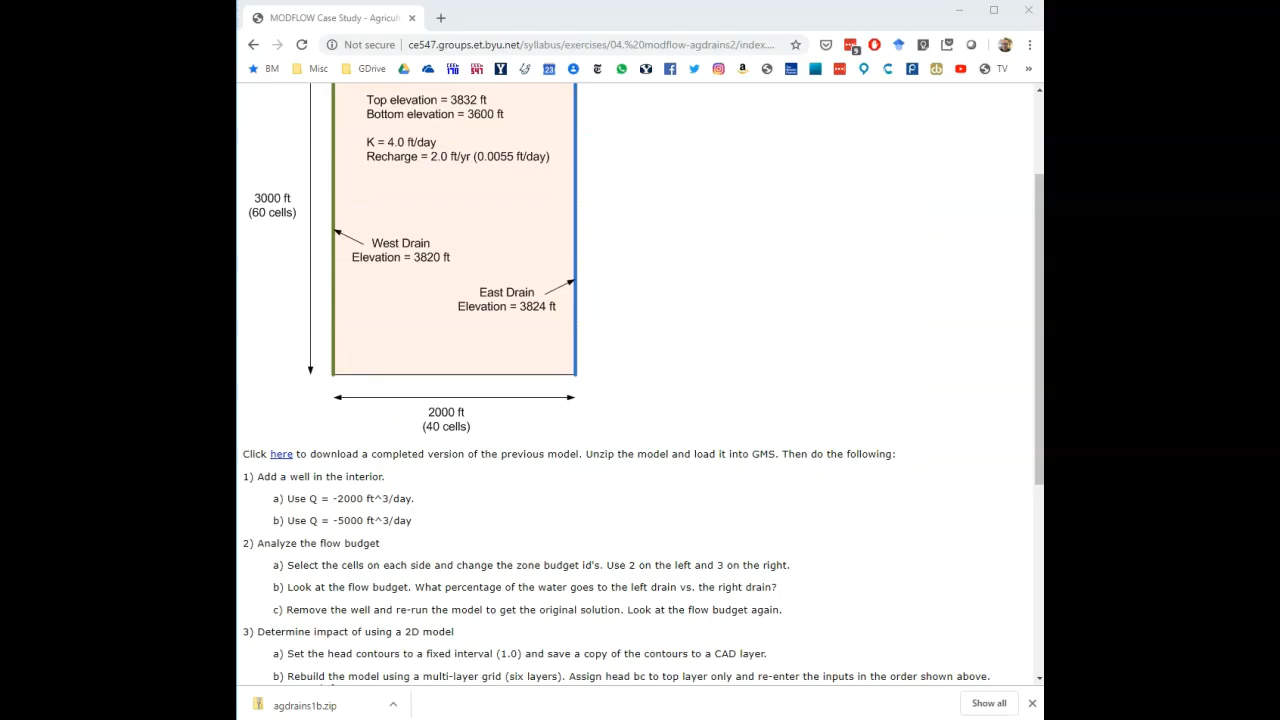 MODFLOW Case Study - Agricult
Not secure
ce547.groups.et.byu.net/syllabus/exercises/04.%20modflow-agdrains2/index....
9
BM
Misc
GDrive
23
TV
Top elevation = 3832 ft
Bottom elevation = 3600 ft
K = 4.0 ft/day
Recharge = 2.0 ft/yr (0.0055 ft/day)
3000 ft
(60 cells)
West Drain
Elevation = 3820 ft
East Drain
Elevation = 3824 ft
2000 ft
(40 cells)
Click here to download a completed version of the previous model. Unzip the model and load it into GMS. Then do the following:
1) Add a well in the interior.
a) Use Q = -2000 ft^3/day.
b) Use Q = -5000 ft^3/day
2) Analyze the flow budget
a) Select the cells on each side and change the zone budget id's. Use 2 on the left and 3 on the right.
b) Look at the flow budget. What percentage of the water goes to the left drain vs. the right drain?
c) Remove the well and re-run the model to get the original solution. Look at the flow budget again.
3) Determine impact of using a 2D model
a) Set the head contours to a fixed interval (1.0) and save a copy of the contours to a CAD layer.
b) Rebuild the model using a multi-layer grid (six layers). Assign head bc to top layer only and re-enter the inputs in the order shown above.
agdrains1b.zip
Show all